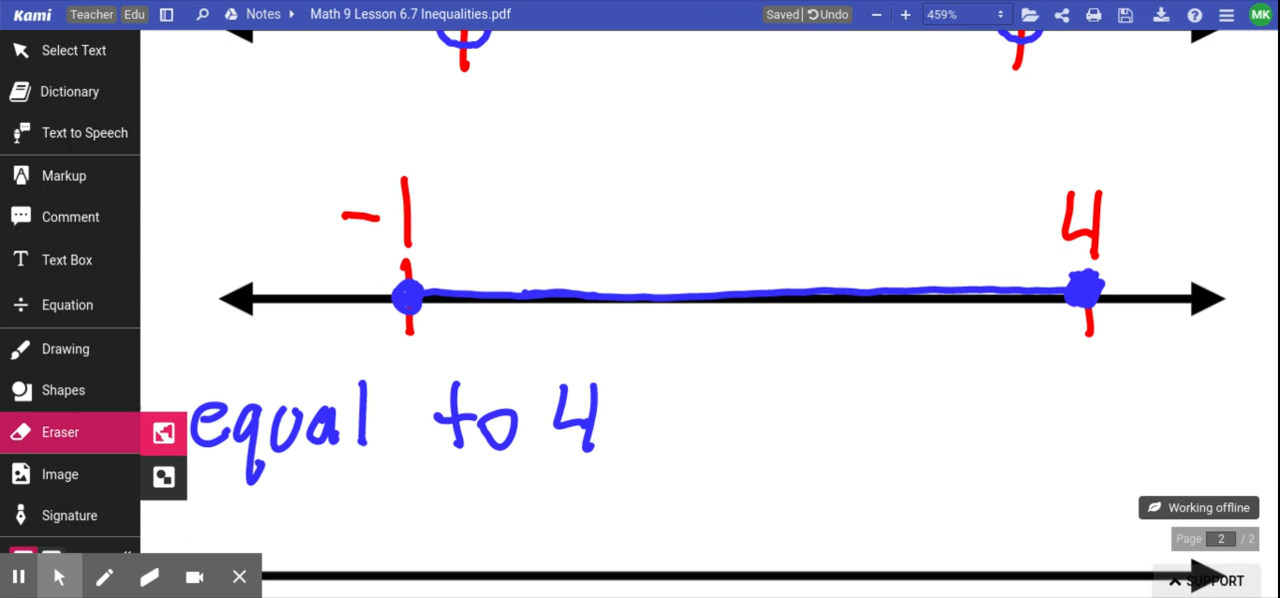 Kami Teacher Edu Notes Math 9 Lesson 6.7 Inequalities.pdf Saved Undo 459% MK
Select Text
Dictionary
Text to Speech
Markup
Comment
Text Box
Equation
Drawing
Shapes
Eraser
Image
Signature
-1 4
equal to 4
Working offline
Page 2 / 2
SUPPORT